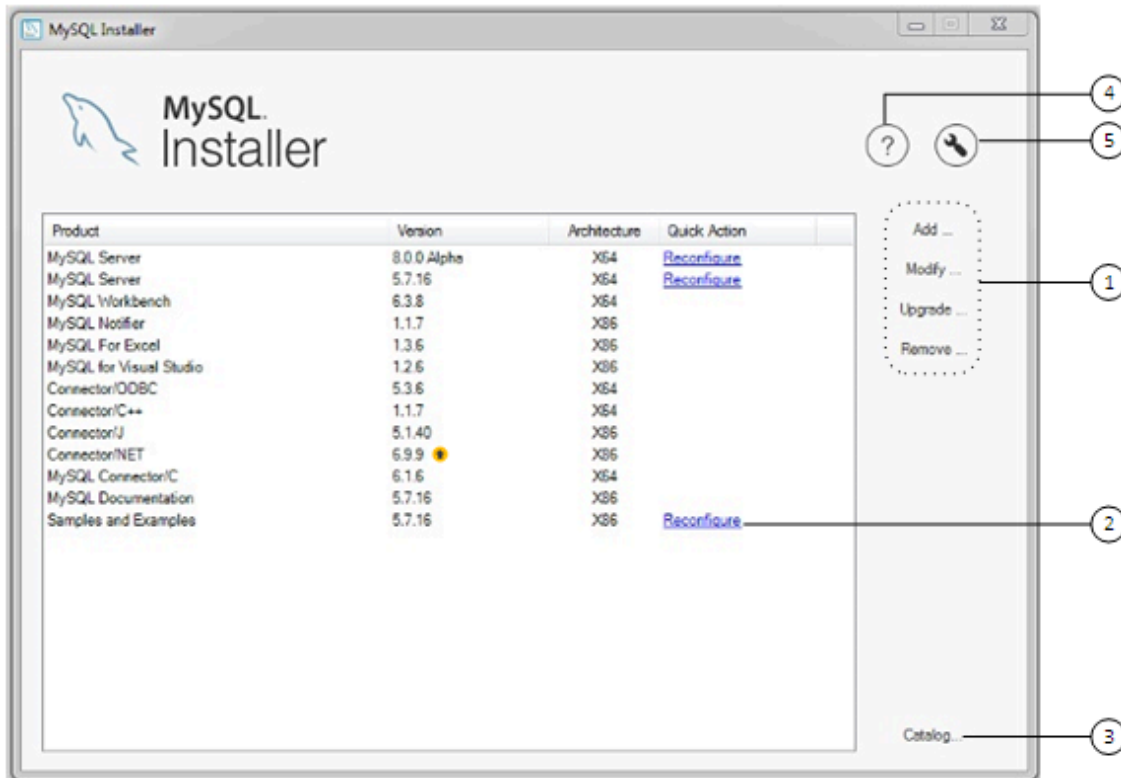 MySQL Installer
MySQL.
Installer
4
?
5
Product Version Architecture Quick Action
MySQL Server 8.0.0 Alpha X64 Reconfigure
MySQL Server 5.7.16 X64 Reconfigure
MySQL Workbench 6.3.8 X64
MySQL Notifier 1.1.7 X86
MySQL For Excel 1.3.6 X86
MySQL for Visual Studio 1.2.6 X86
Connector/ODBC 5.3.6 X64
Connector/C++ 1.1.7 X64
Connector/J 5.1.40 X86
Connector/NET 6.9.9 X86
MySQL Connector/C 6.1.6 X64
MySQL Documentation 5.7.16 X86
Samples and Examples 5.7.16 X86 Reconfigure
Add ...
Modify ...
Upgrade ...
Remove ...
1
2
Catalog...
3